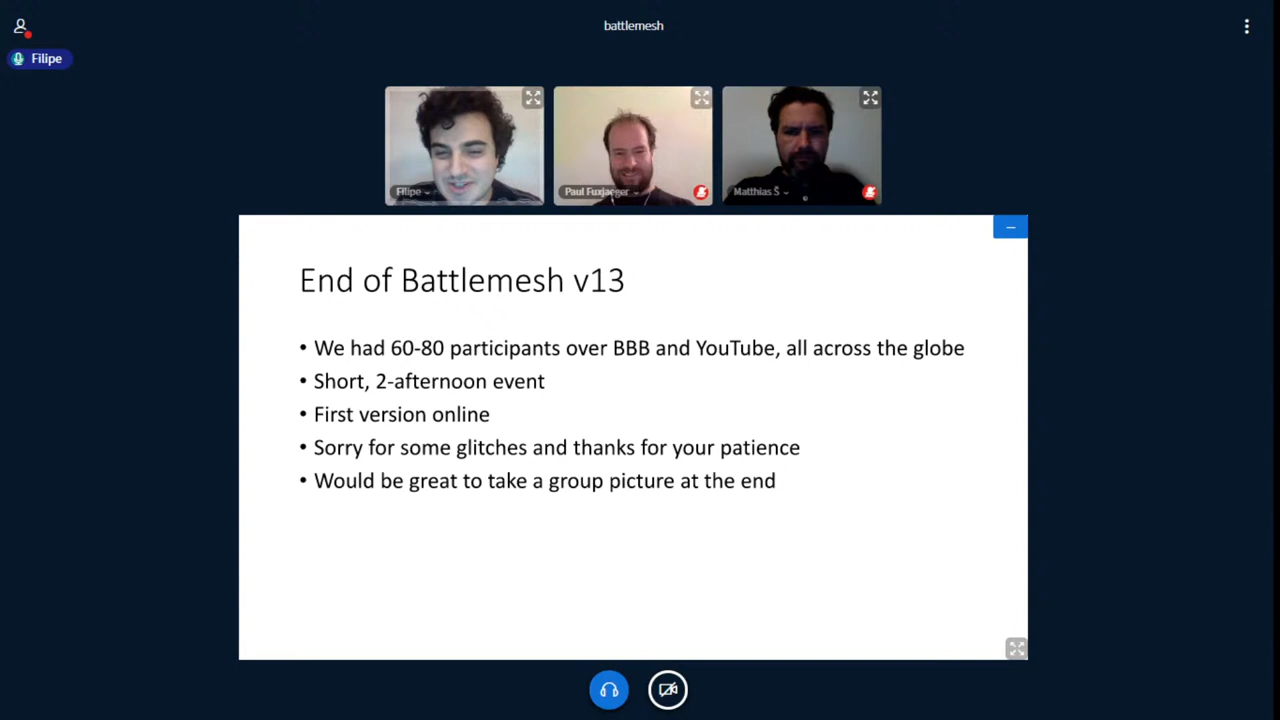 battlemesh
Filipe
Filipe
Paul Fuxjaeger
Matthias Š
End of Battlemesh v13
• We had 60-80 participants over BBB and YouTube, all across the globe
• Short, 2-afternoon event
• First version online
• Sorry for some glitches and thanks for your patience
• Would be great to take a group picture at the end